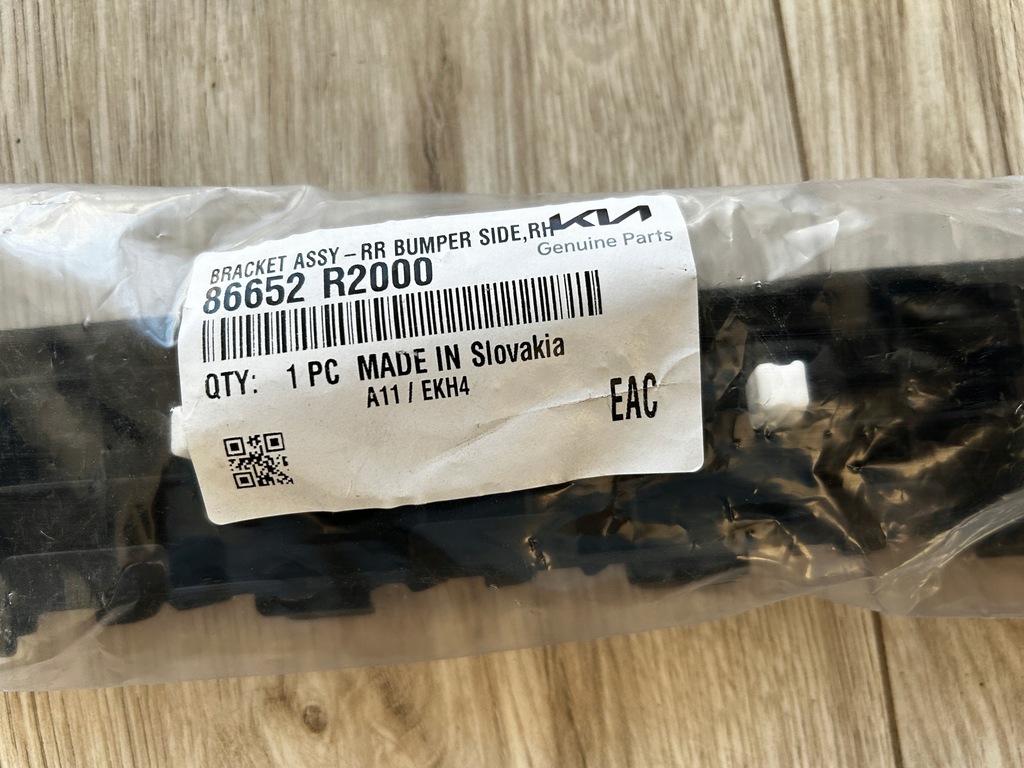 BRACKET ASSY-RR BUMPER SIDE,RH
KIA
Genuine Parts
86652 R2000
QTY: 1 PC MADE IN Slovakia
A11 / EKH4
EAC